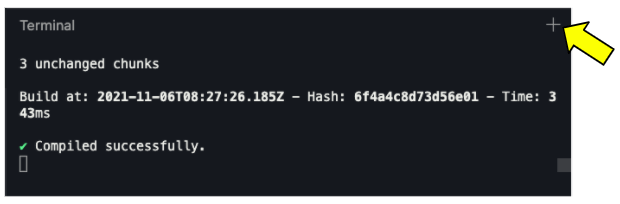 Terminal
3 unchanged chunks
Build at: 2021-11-06T08:27:26.185Z - Hash: 6f4a4c8d73d56e01 - Time: 3
43ms
✔ Compiled successfully.